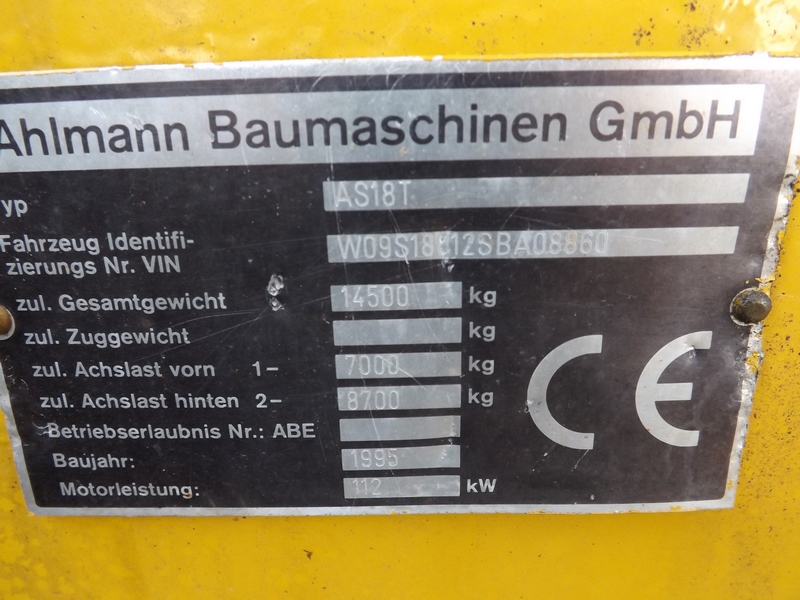 Ahlmann Baumaschinen GmbH
yp AS18T
Fahrzeug Identifi-
zierungs Nr. VIN
zul. Gesamtgewicht 14500 kg
zul. Zuggewicht kg
zul. Achslast vorn 1- 7000 kg
zul. Achslast hinten 2- 8700 kg
Betriebserlaubnis Nr.: ABE
Baujahr: 1995
Motorleistung: 112 kW
CE